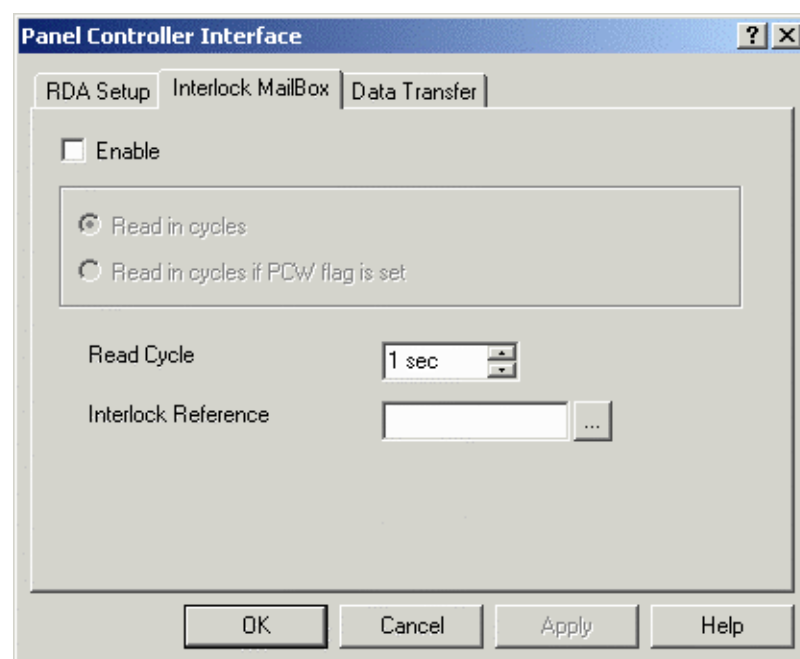 Panel Controller Interface
RDA Setup Interlock MailBox Data Transfer
Enable
Read in cycles
Read in cycles if PCW flag is set
Read Cycle 1 sec
Interlock Reference ...
OK Cancel Apply Help